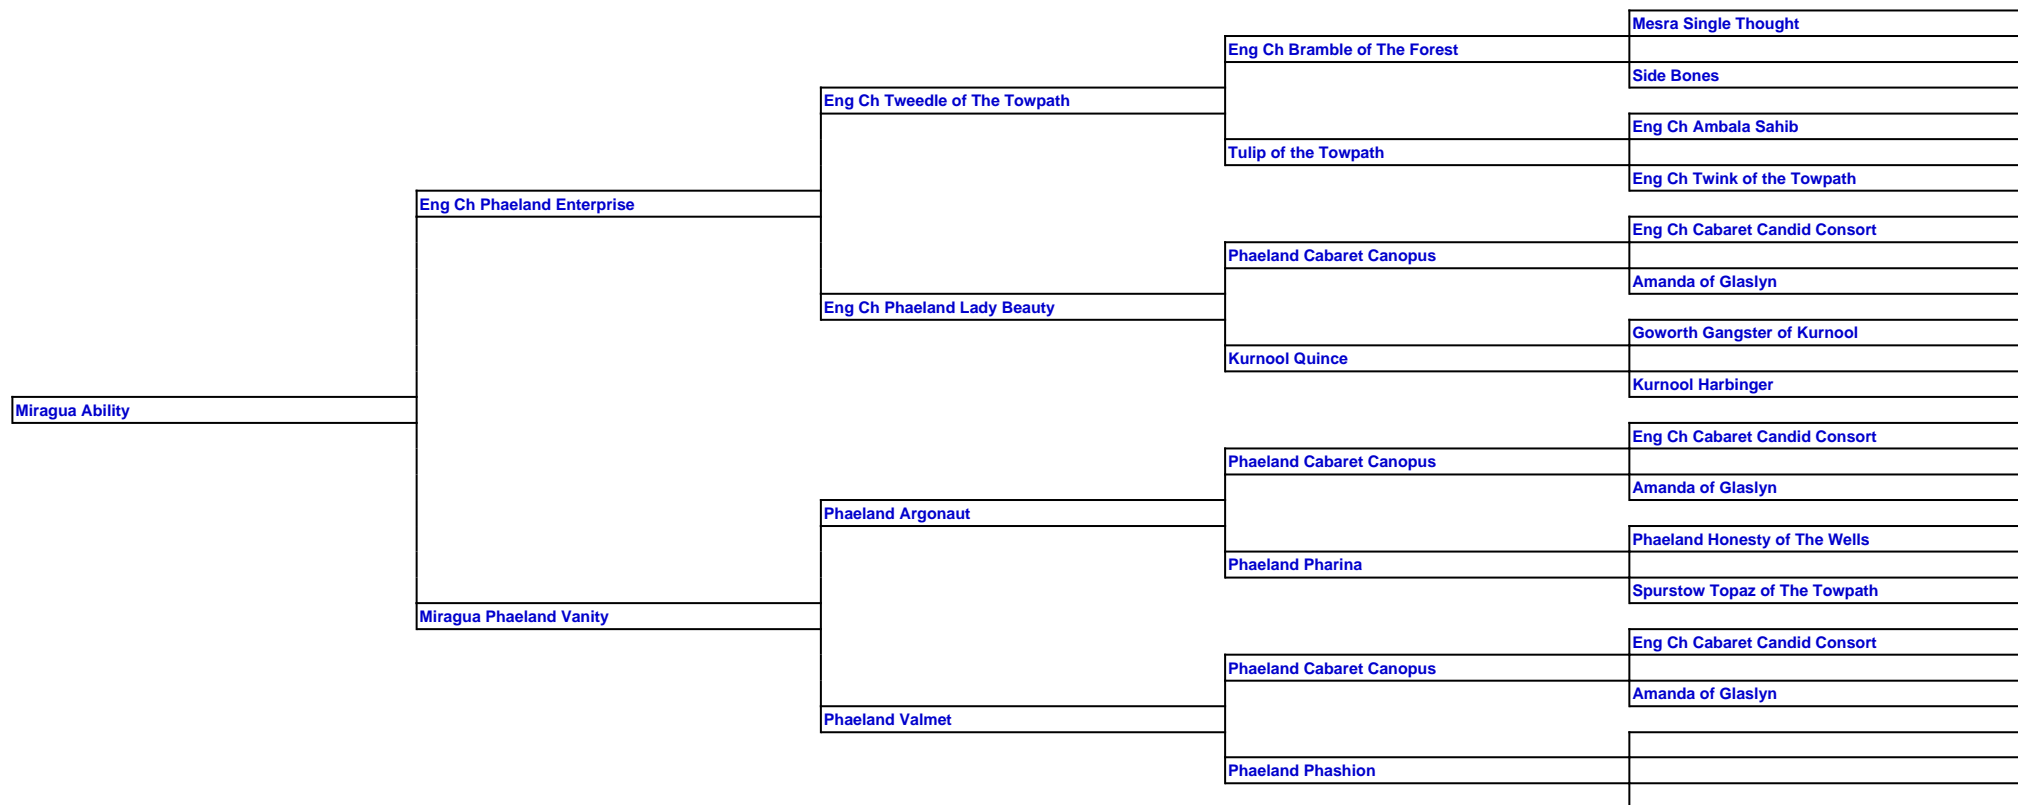 Mesra Single Thought
Eng Ch Bramble of The Forest
Side Bones
Eng Ch Tweedle of The Towpath
Eng Ch Ambala Sahib
Tulip of the Towpath
Eng Ch Twink of the Towpath
Eng Ch Phaeland Enterprise
Eng Ch Cabaret Candid Consort
Phaeland Cabaret Canopus
Amanda of Glaslyn
Eng Ch Phaeland Lady Beauty
Goworth Gangster of Kurnool
Kurnool Quince
Kurnool Harbinger
Miragua Ability
Eng Ch Cabaret Candid Consort
Phaeland Cabaret Canopus
Amanda of Glaslyn
Phaeland Argonaut
Phaeland Honesty of The Wells
Phaeland Pharina
Spurstow Topaz of The Towpath
Miragua Phaeland Vanity
Eng Ch Cabaret Candid Consort
Phaeland Cabaret Canopus
Amanda of Glaslyn
Phaeland Valmet
Phaeland Phashion